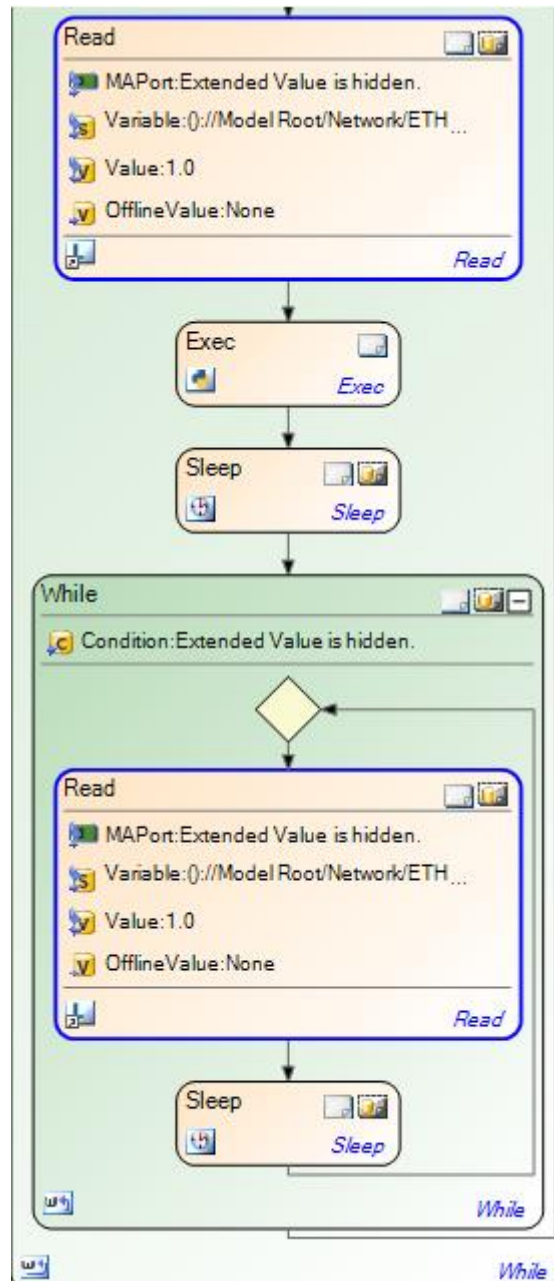 Read
MAPort:Extended Value is hidden.
Variable:()://Model Root/Network/ETH...
Value:1.0
OfflineValue:None
Read
Exec
Exec
Sleep
Sleep
While
Condition:Extended Value is hidden.
Read
MAPort:Extended Value is hidden.
Variable:()://Model Root/Network/ETH...
Value:1.0
OfflineValue:None
Read
Sleep
Sleep
While
While